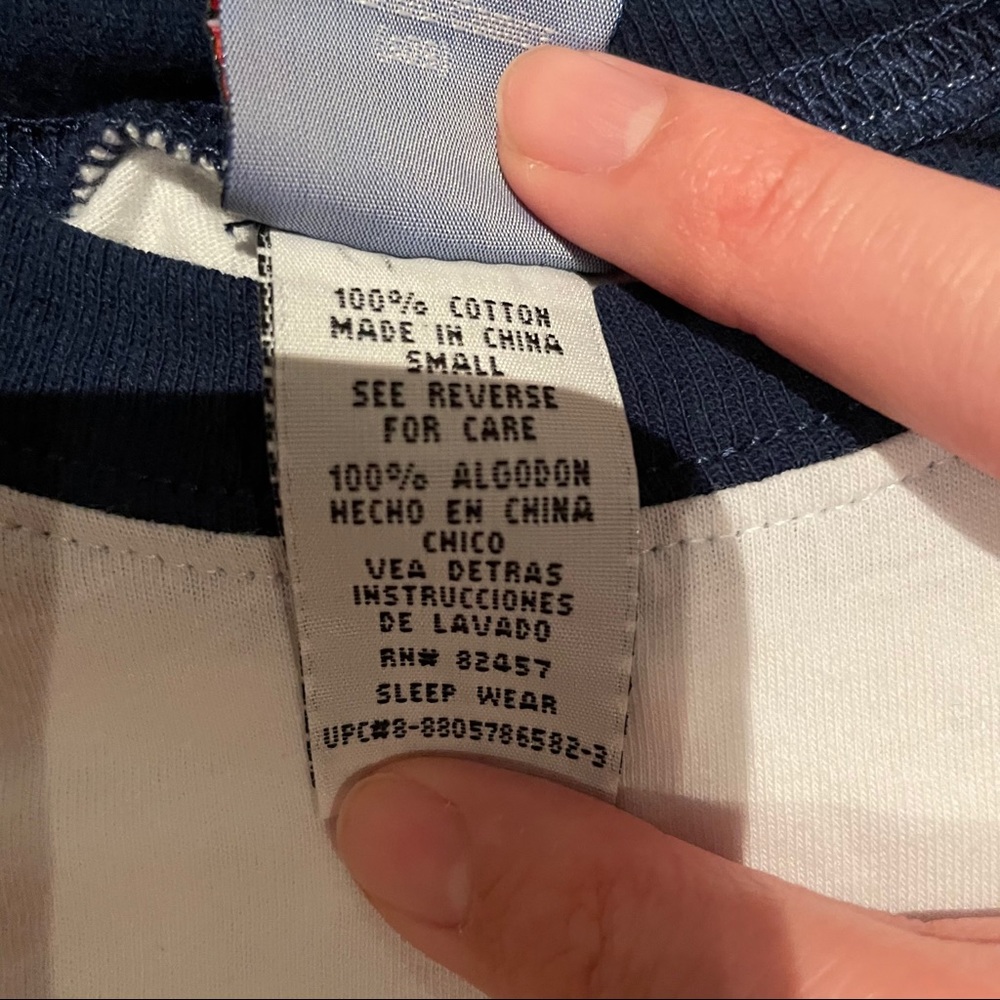 100% COTTON
MADE IN CHINA
SMALL
SEE REVERSE
FOR CARE
100% ALGODON
HECHO EN CHINA
CHICO
VEA DETRAS
INSTRUCCIONES
DE LAVADO
RN# 82457
SLEEP WEAR
UPC#8-8805786582-3